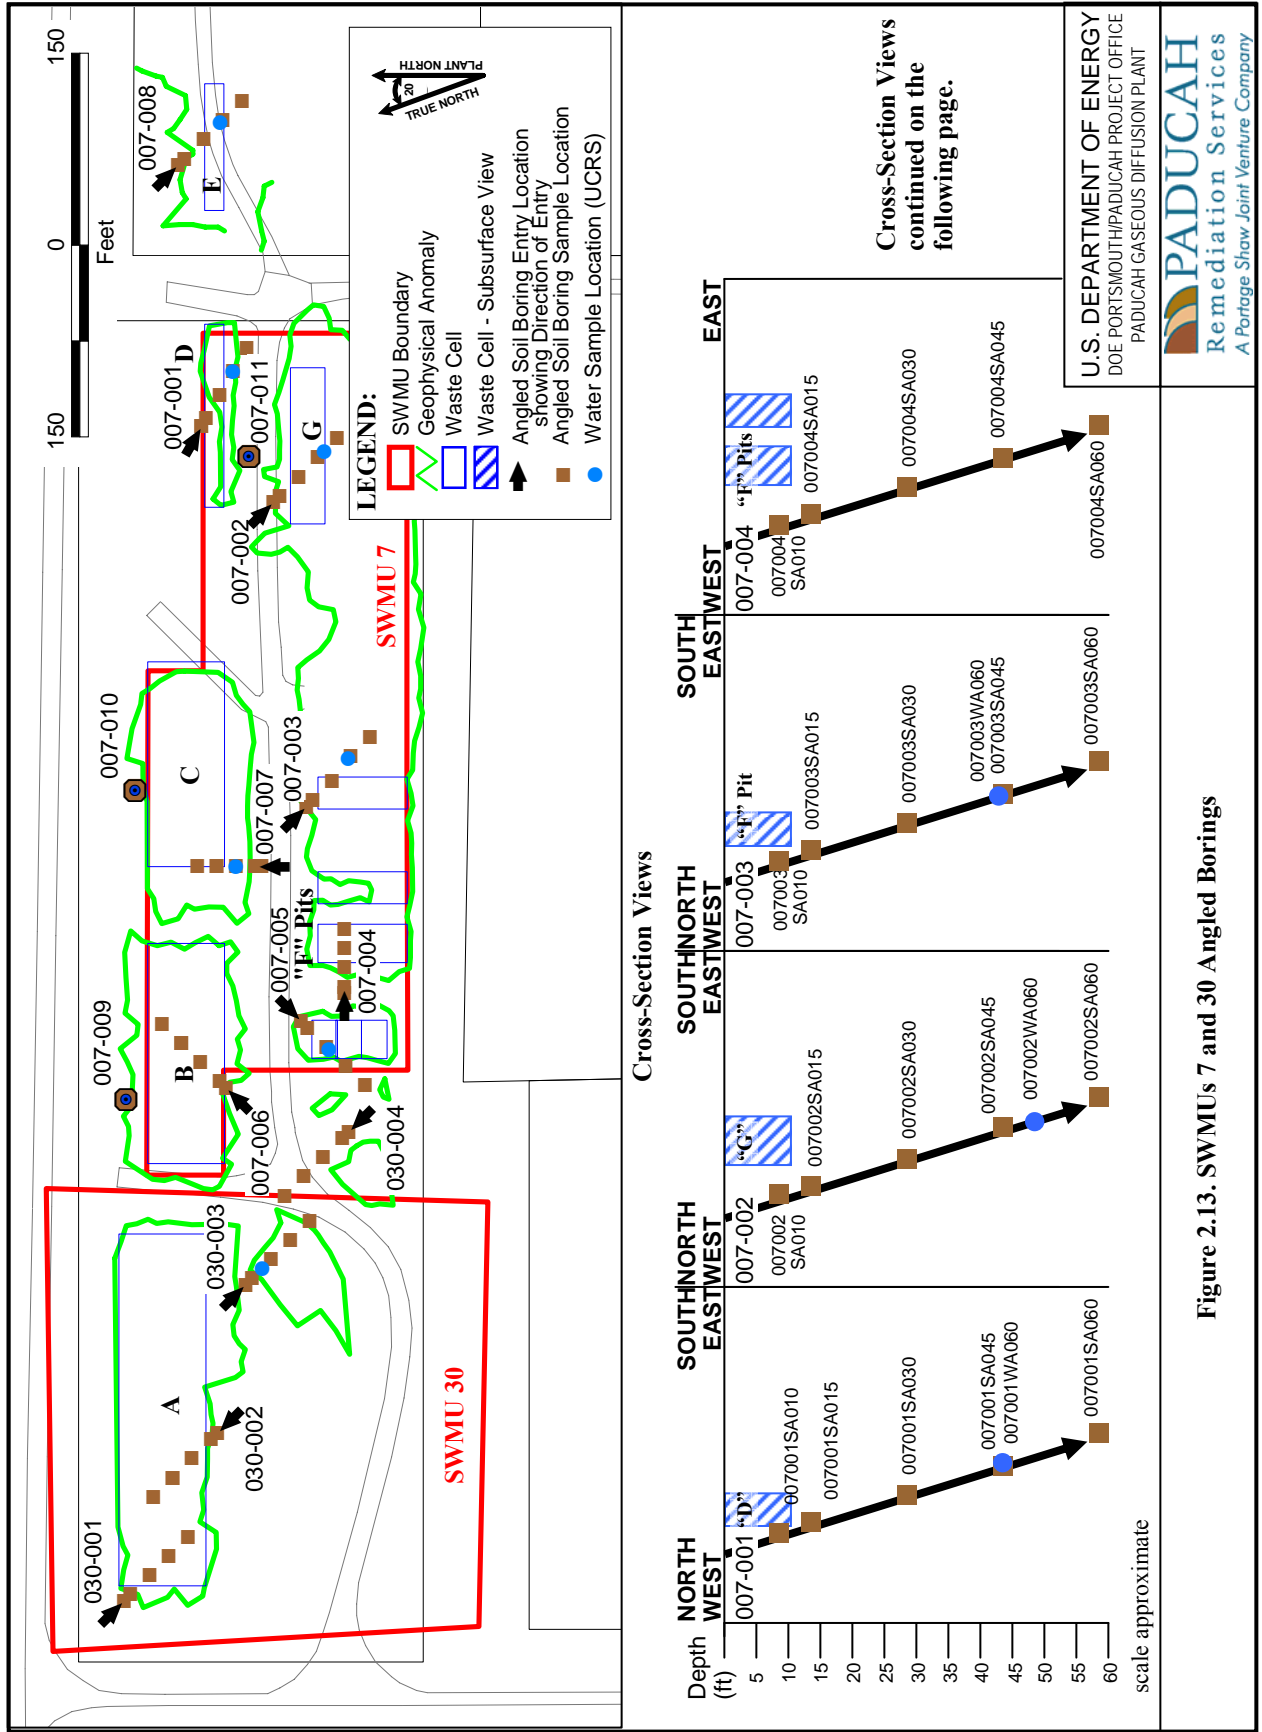 150
0
150
Feet
007-008
E
007-001
D
007-011
G
007-002
007-010
C
007-003
007-007
"F" Pits
007-005
007-004
SWMU 7
007-009
B
007-006
030-004
030-003
A
030-002
030-001
SWMU 30
LEGEND:
SWMU Boundary
Geophysical Anomaly
Waste Cell
Waste Cell - Subsurface View
Angled Soil Boring Entry Location
showing Direction of Entry
Angled Soil Boring Sample Location
Water Sample Location (UCRS)
PLANT NORTH
20
TRUE NORTH
Cross-Section Views
Depth
(ft)
5
10
15
20
25
30
35
40
45
50
55
60
scale approximate
NORTH
WEST
SOUTH
EAST
007-001
“D”
007001SA010
007001SA015
007001SA030
007001SA045
007001WA060
007001SA060
NORTH
WEST
SOUTH
EAST
007-002
“G”
007002
SA010
007002SA015
007002SA030
007002SA045
007002WA060
007002SA060
NORTH
WEST
SOUTH
EAST
007-003
“F” Pit
007003
SA010
007003SA015
007003SA030
007003WA060
007003SA045
007003SA060
WEST
EAST
007-004
“F” Pits
007004
SA010
007004SA015
007004SA030
007004SA045
007004SA060
Cross-Section Views
continued on the
following page.
U.S. DEPARTMENT OF ENERGY
DOE PORTSMOUTH/PADUCAH PROJECT OFFICE
PADUCAH GASEOUS DIFFUSION PLANT
PADUCAH
Remediation Services
A Portage Shaw Joint Venture Company
Figure 2.13. SWMUs 7 and 30 Angled Borings